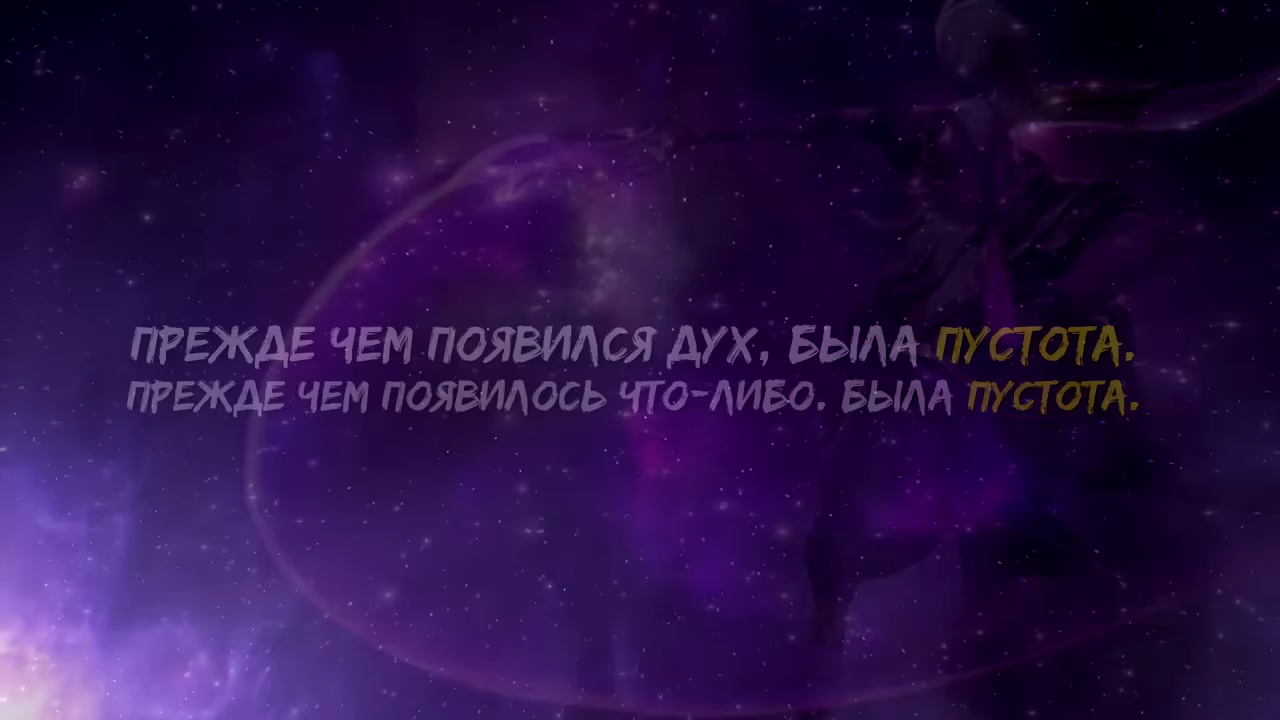 ПРЕЖДЕ ЧЕМ ПОЯВИЛСЯ ДУХ, БЫЛА ПУСТОТА.
ПРЕЖДЕ ЧЕМ ПОЯВИЛОСЬ ЧТО-ЛИБО. БЫЛА ПУСТОТА.